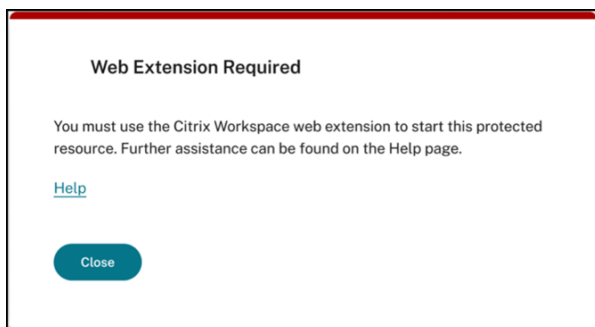 Web Extension Required
You must use the Citrix Workspace web extension to start this protected
resource. Further assistance can be found on the Help page.
Help
Close